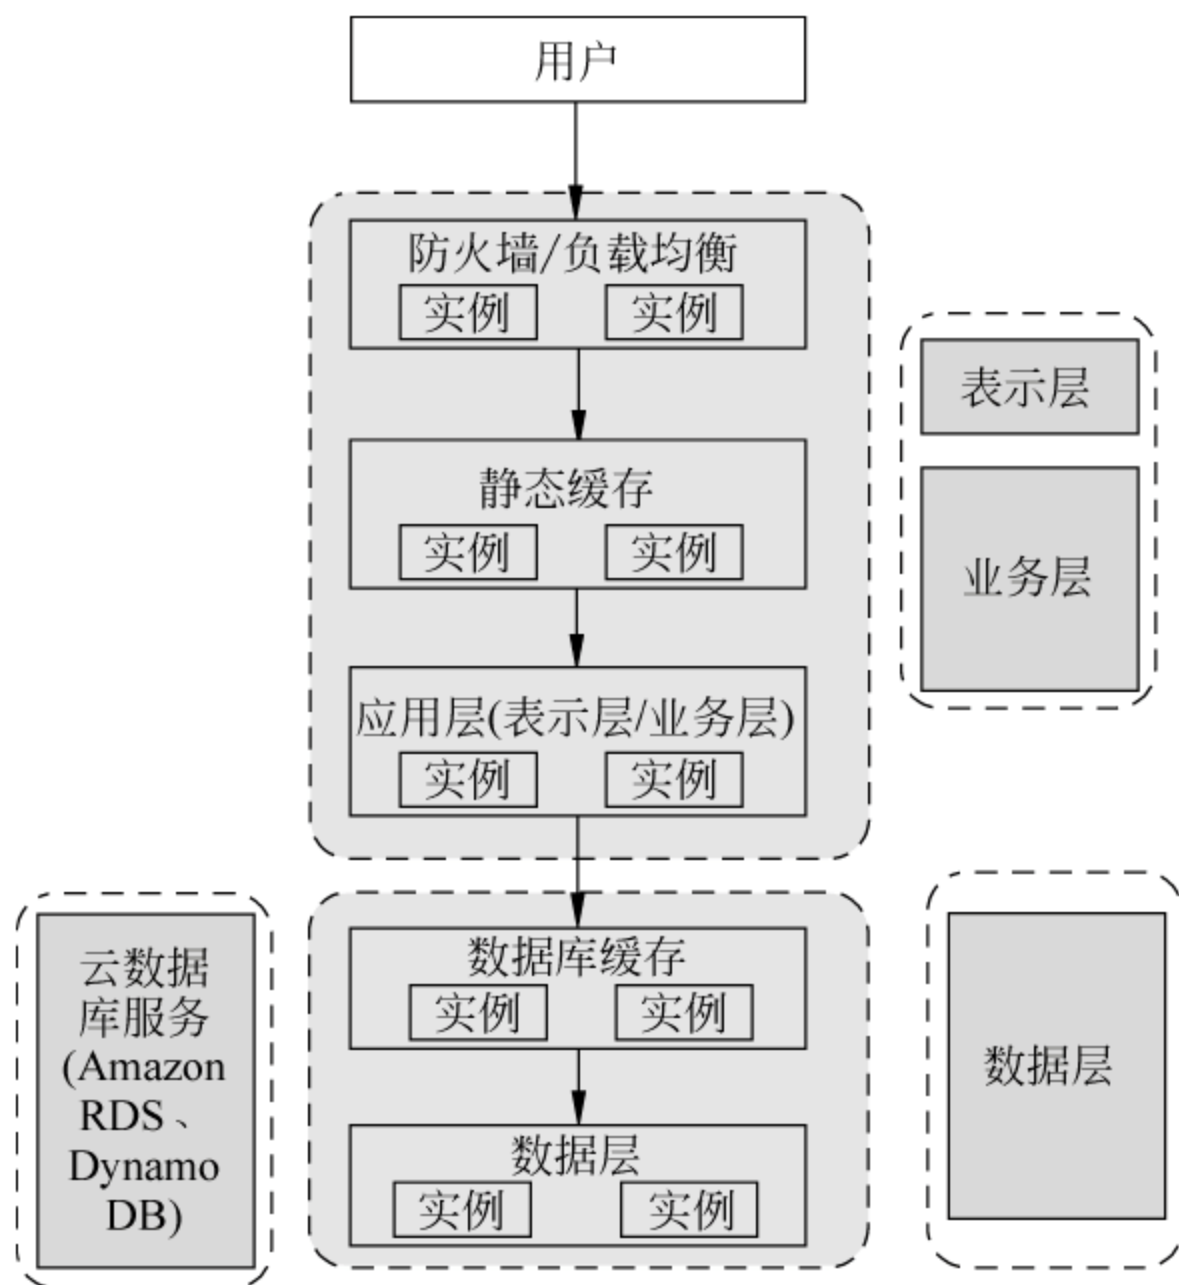 用户
防火墙/负载均衡
实例 实例
静态缓存
实例 实例
应用层(表示层/业务层)
实例 实例
表示层
业务层
云数据
库服务
(Amazon
RDS、
Dynamo
DB)
数据库缓存
实例 实例
数据层
实例 实例
数据层